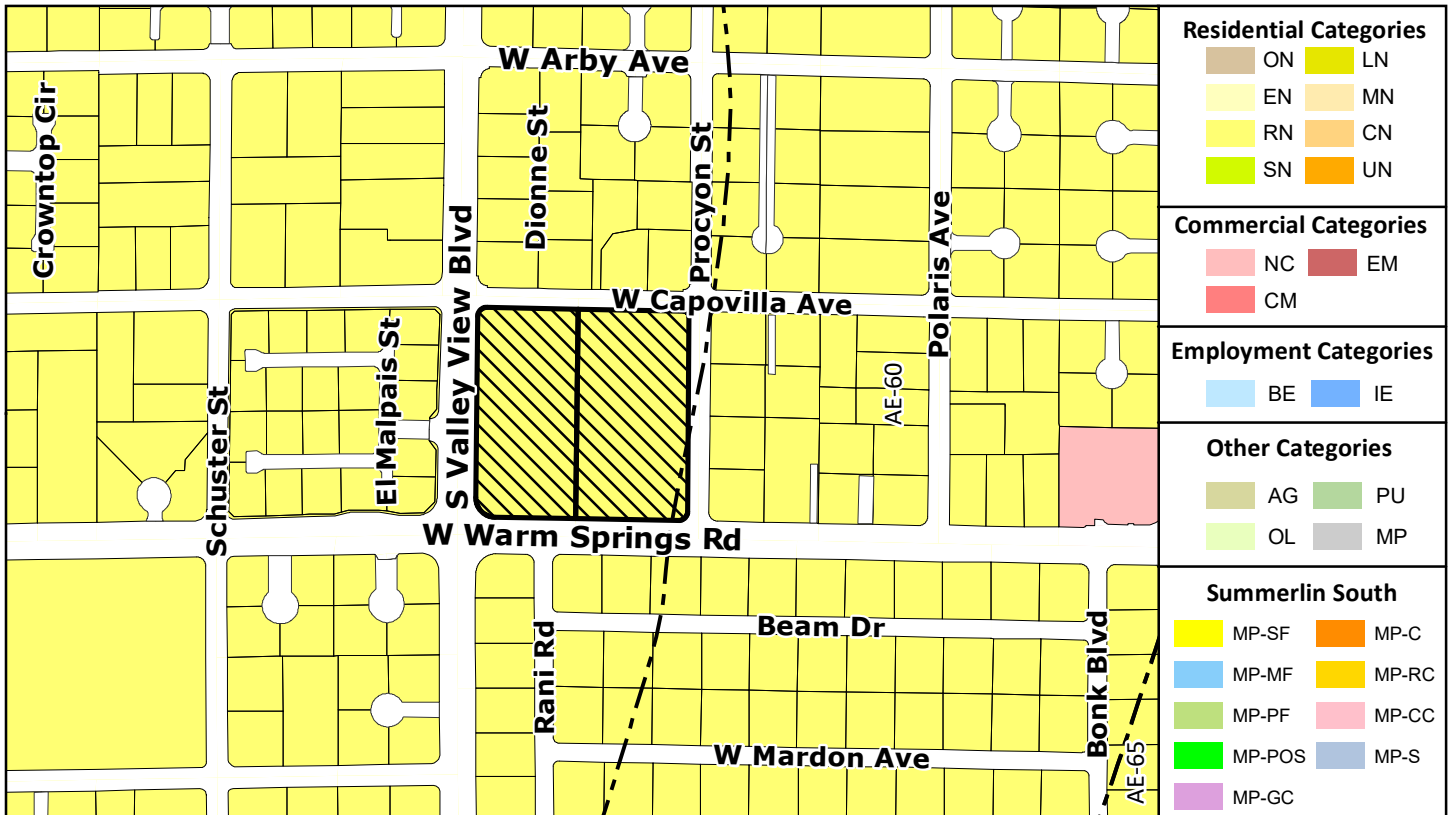 W Arby Ave
Crowntop Cir
Dionne St
Procyon St
Polaris Ave
S Valley View Blvd
W Capovilla Ave
El Malpais St
Schuster St
AE-60
W Warm Springs Rd
Beam Dr
Rani Rd
Bonk Blvd
W Mardon Ave
AE-65
Residential Categories
ON LN
EN MN
RN CN
SN UN
Commercial Categories
NC EM
CM
Employment Categories
BE IE
Other Categories
AG PU
OL MP
Summerlin South
MP-SF MP-C
MP-MF MP-RC
MP-PF MP-CC
MP-POS MP-S
MP-GC